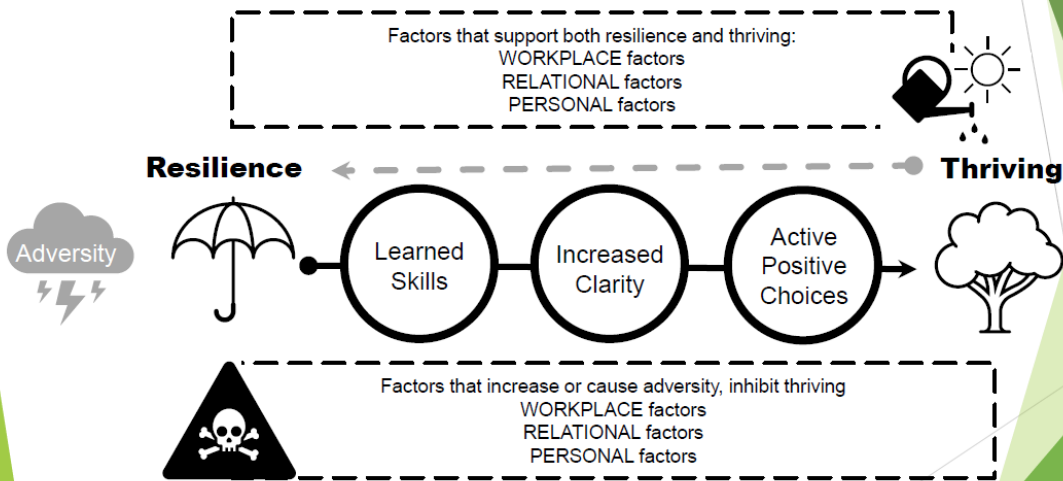 Factors that support both resilience and thriving:
WORKPLACE factors
RELATIONAL factors
PERSONAL factors
Resilience
Thriving
Adversity
Learned
Skills
Increased
Clarity
Active
Positive
Choices
Factors that increase or cause adversity, inhibit thriving
WORKPLACE factors
RELATIONAL factors
PERSONAL factors